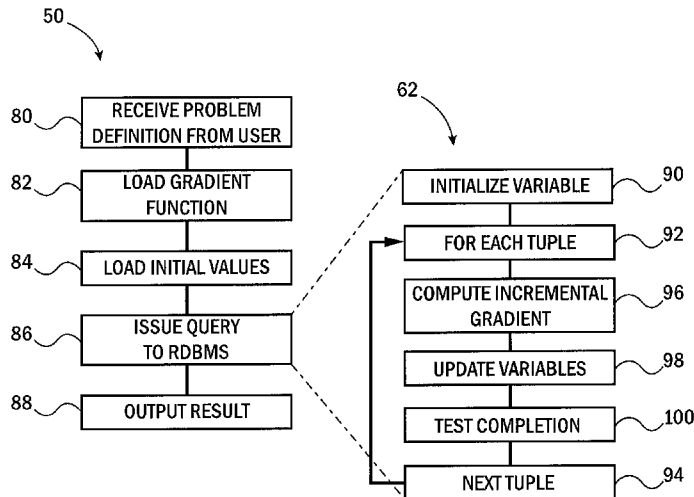 50
80
RECEIVE PROBLEM
DEFINITION FROM USER
82
LOAD GRADIENT
FUNCTION
84
LOAD INITIAL VALUES
86
ISSUE QUERY
TO RDBMS
88
OUTPUT RESULT
62
INITIALIZE VARIABLE
90
FOR EACH TUPLE
92
COMPUTE INCREMENTAL
GRADIENT
96
UPDATE VARIABLES
98
TEST COMPLETION
100
NEXT TUPLE
94